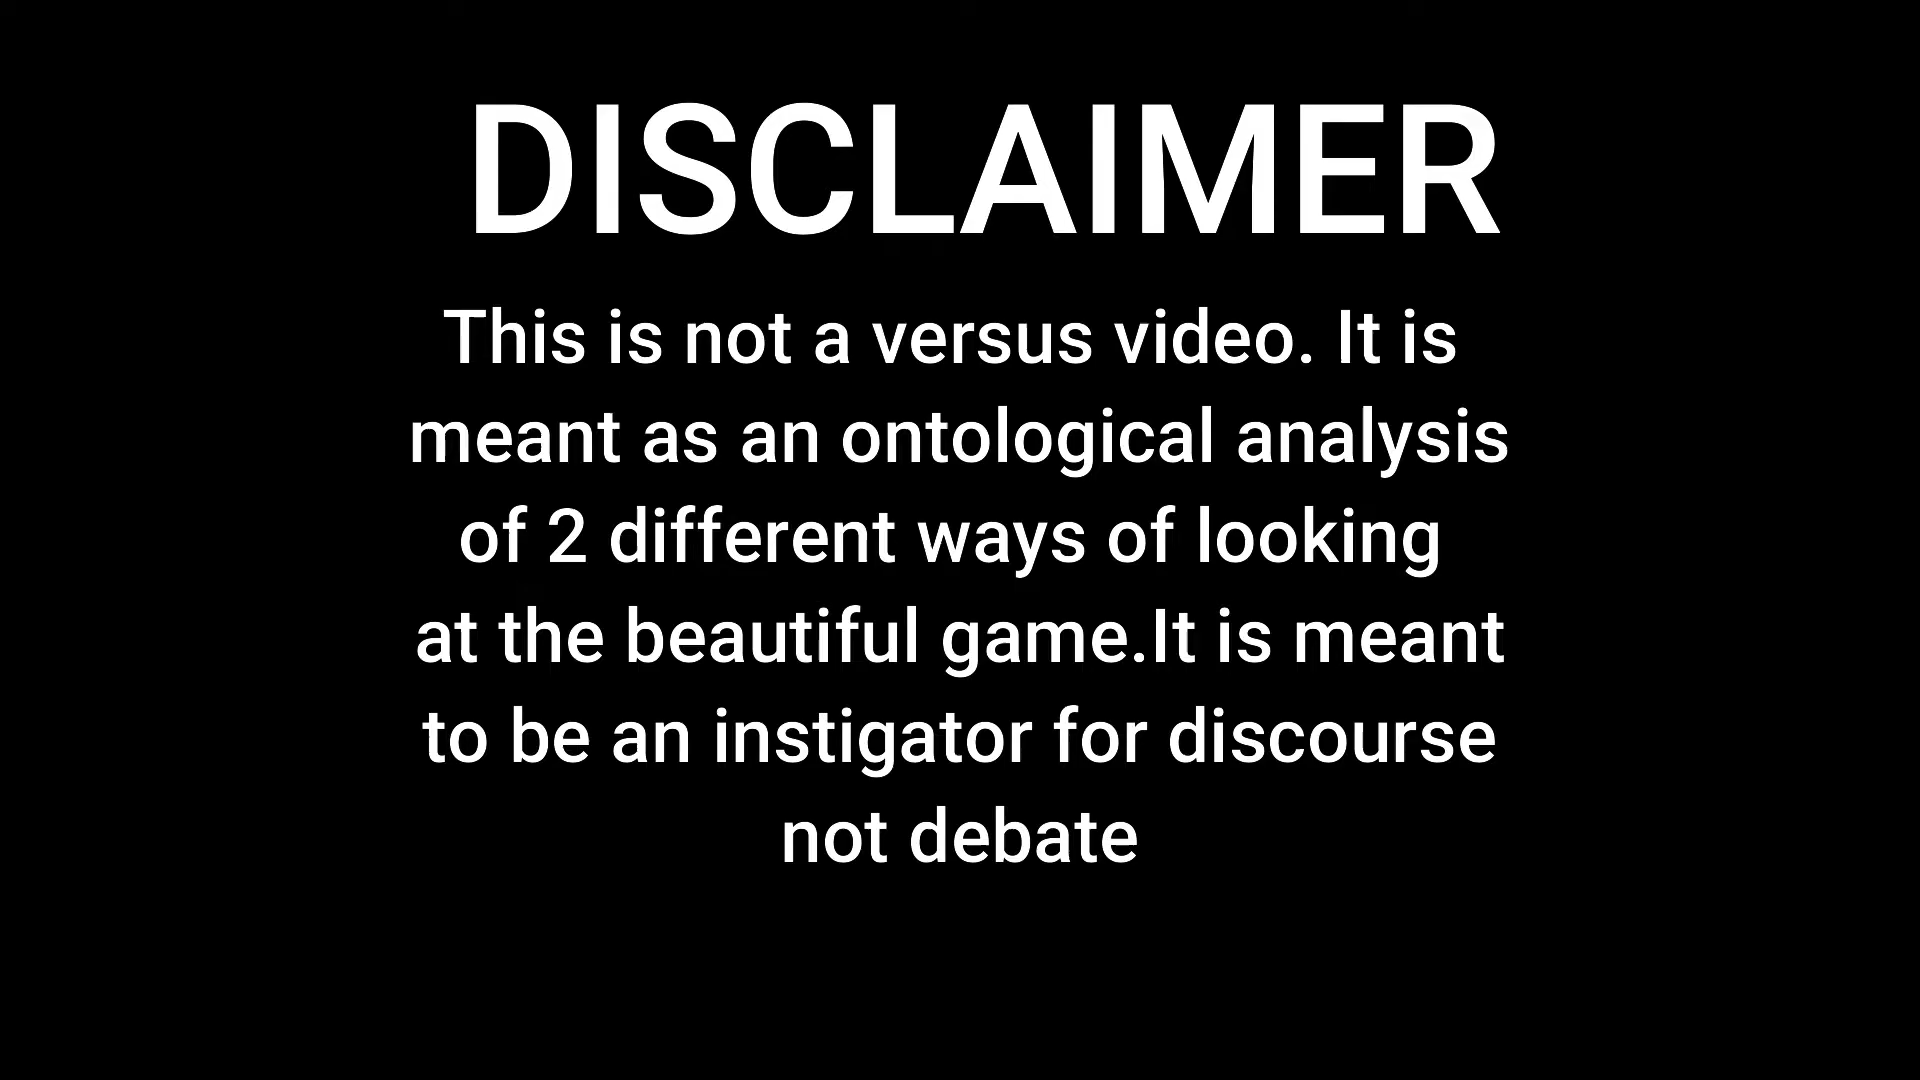 DISCLAIMER
This is not a versus video. It is
meant as an ontological analysis
of 2 different ways of looking
at the beautiful game.It is meant
to be an instigator for discourse
not debate